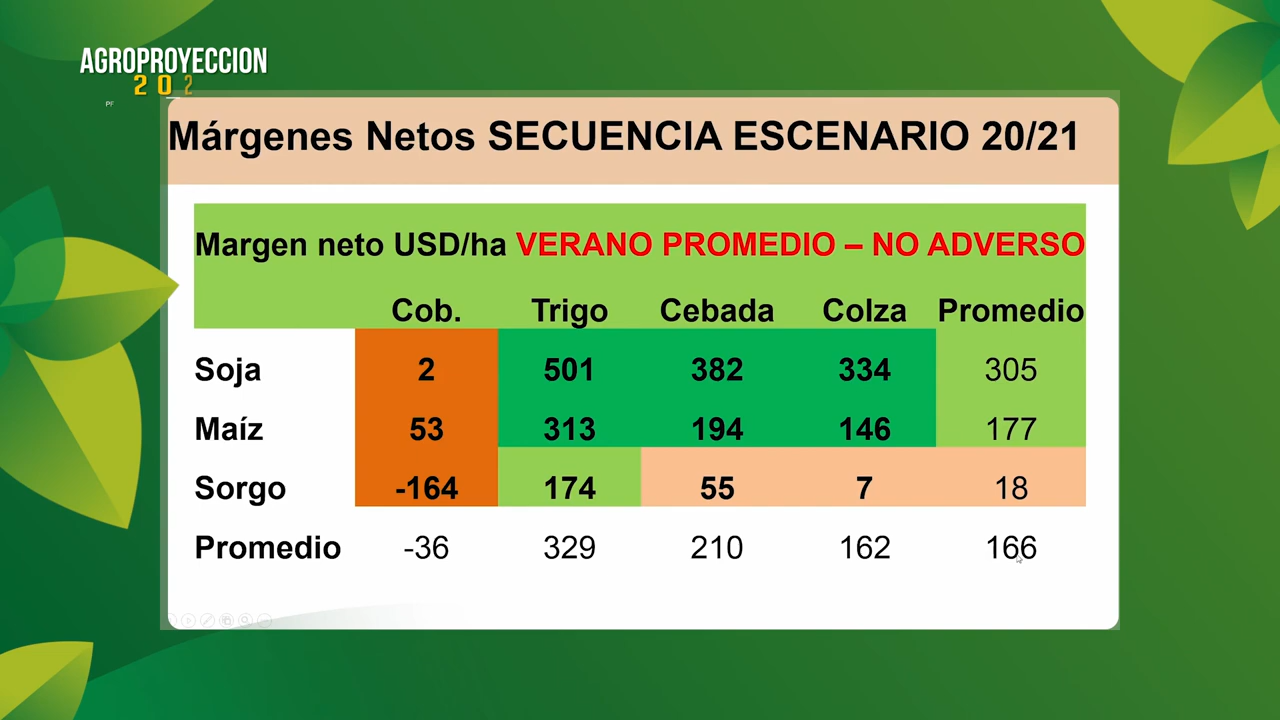 AGROPROYECCION
202
PF
Márgenes Netos SECUENCIA ESCENARIO 20/21
Margen neto USD/ha VERANO PROMEDIO – NO ADVERSO
Cob. Trigo Cebada Colza Promedio
Soja 2 501 382 334 305
Maíz 53 313 194 146 177
Sorgo -164 174 55 7 18
Promedio -36 329 210 162 166